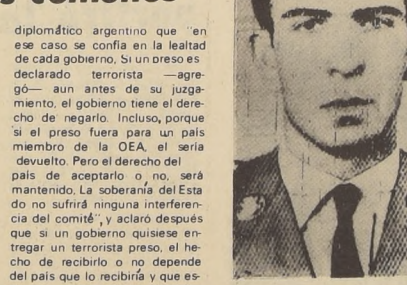 diplomático argentino que "en
ese caso se confía en la lealtad
de cada gobierno, Si un preso es
declarado terrorista —agre-
gó— aun antes de su juzga-
miento, el gobierno tiene el dere-
cho de negarlo. Incluso, porque
si el preso fuera para un país
miembro de la OEA, el sería
devuelto. Pero el derecho del
país de aceptarlo o no, será
mantenido. La soberanía del Esta
do no sufrirá ninguna interferen-
cia del comité", y aclaró después
que si un gobierno quisiese en-
tregar un terrorista preso, el he-
cho de recibirlo o no depende
del país que lo recibiría y que es-